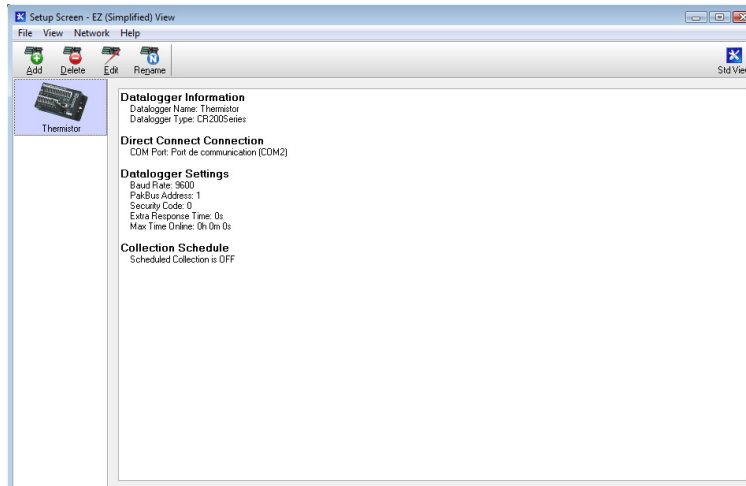 Setup Screen - EZ (Simplified) View
File View Network Help
Add Delete Edit Rename Std View
Thermistor
Datalogger Information
Datalogger Name: Thermistor
Datalogger Type: CR200Series
Direct Connect Connection
COM Port: Port de communication (COM2)
Datalogger Settings
Baud Rate: 9600
PakBus Address: 1
Security Code: 0
Extra Response Time: 0s
Max Time Online: 0h 0m 0s
Collection Schedule
Scheduled Collection is OFF